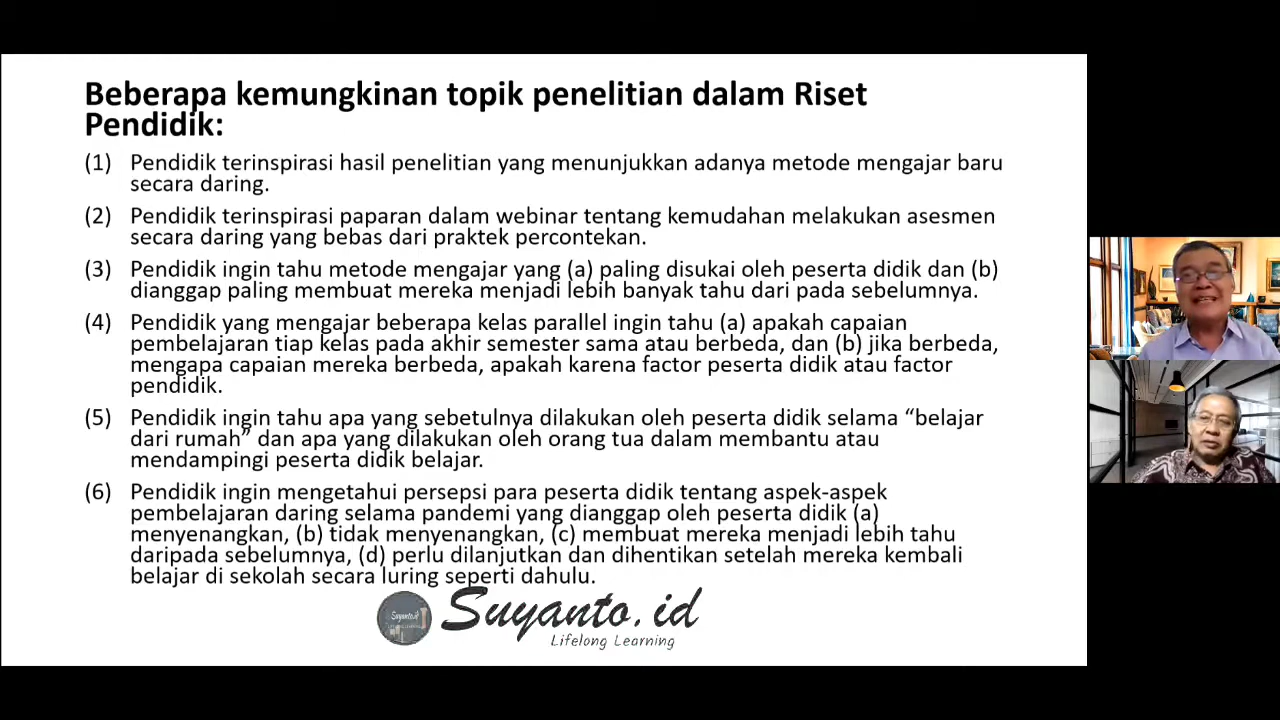 Beberapa kemungkinan topik penelitian dalam Riset
Pendidik:
(1) Pendidik terinspirasi hasil penelitian yang menunjukkan adanya metode mengajar baru
secara daring.
(2) Pendidik terinspirasi paparan dalam webinar tentang kemudahan melakukan asesmen
secara daring yang bebas dari praktek percontekan.
(3) Pendidik ingin tahu metode mengajar yang (a) paling disukai oleh peserta didik dan (b)
dianggap paling membuat mereka menjadi lebih banyak tahu dari pada sebelumnya.
(4) Pendidik yang mengajar beberapa kelas parallel ingin tahu (a) apakah capaian
pembelajaran tiap kelas pada akhir semester sama atau berbeda, dan (b) jika berbeda,
mengapa capaian mereka berbeda, apakah karena factor peserta didik atau factor
pendidik.
(5) Pendidik ingin tahu apa yang sebetulnya dilakukan oleh peserta didik selama “belajar
dari rumah” dan apa yang dilakukan oleh orang tua dalam membantu atau
mendampingi peserta didik belajar.
(6) Pendidik ingin mengetahui persepsi para peserta didik tentang aspek-aspek
pembelajaran daring selama pandemi yang dianggap oleh peserta didik (a)
menyenangkan, (b) tidak menyenangkan, (c) membuat mereka menjadi lebih tahu
daripada sebelumnya, (d) perlu dilanjutkan dan dihentikan setelah mereka kembali
belajar di sekolah secara luring seperti dahulu.
Suyanto.id
Suyanto.id
Lifelong Learning